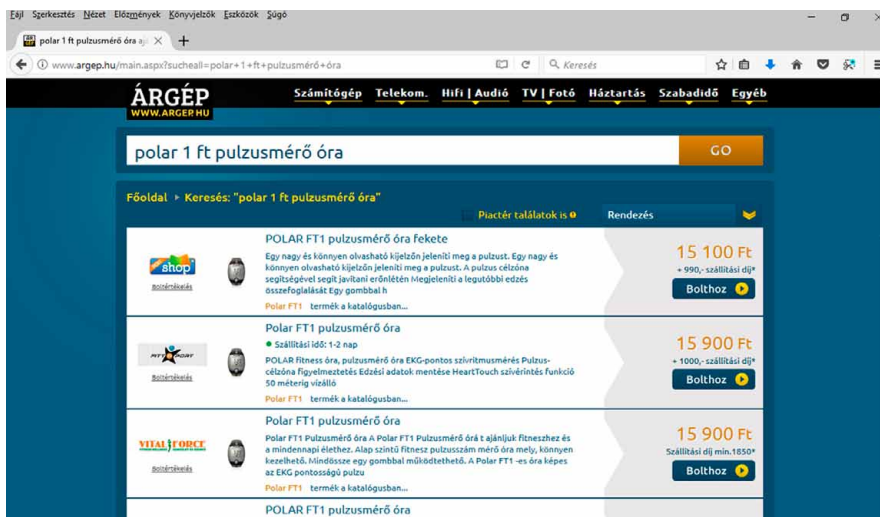 Fájl Szerkesztés Nézet Előzmények Könyvjelzők Eszközök Súgó
polar 1 ft pulzusmérő óra
www.argep.hu/main.aspx?sucheall=polar+1+ft+pulzusmérő+óra
Keresés
ÁRGÉP
WWW.ARGEP.HU
Számítógép Telekom. Hifi | Audió TV | Fotó Háztartás Szabadidő Egyéb
polar 1 ft pulzusmérő óra
GO
Főoldal Keresés: "polar 1 ft pulzusmérő óra"
Piactér találatok is
Rendezés
shop
Boltértékelés
POLAR FT1 pulzusmérő óra fekete
Egy nagy és könnyen olvasható kijelzőn jeleníti meg a pulzust. Egy nagy és
könnyen olvasható kijelzőn jeleníti meg a pulzust. A pulzus célzóna
segítségével segít javítani erőnlétén Megjeleníti a legutóbbi edzés
összefoglalását Egy gombbal h
Polar FT1 termék a katalógusban...
15 100 Ft
+ 990,- szállítási díj*
Bolthoz
Boltértékelés
Polar FT1 pulzusmérő óra
Szállítási idő: 1-2 nap
POLAR fitness óra, pulzusmérő óra EKG-pontos szívritmusmérés Pulzus-
célzóna figyelmeztetés Edzési adatok mentése HeartTouch szívérintés funkció
50 méterig vízálló
Polar FT1 termék a katalógusban...
15 900 Ft
+ 1000,- szállítási díj*
Bolthoz
VITAL FORCE
Boltértékelés
Polar FT1 pulzusmérő óra
Polar FT1 Pulzusmérő óra A Polar FT1 Pulzusmérő órá t ajánljuk fitneszhez és
a mindennapi élethez. Alap szintű fitnesz pulzusszám mérő óra mely, könnyen
kezelhető. Mindössze egy gombbal működtethető. A Polar FT1 -es óra képes
az EKG pontosságú pulzu
Polar FT1 termék a katalógusban...
15 900 Ft
Szállítási díj min.1850*
Bolthoz
POLAR FT1 pulzusmérő óra